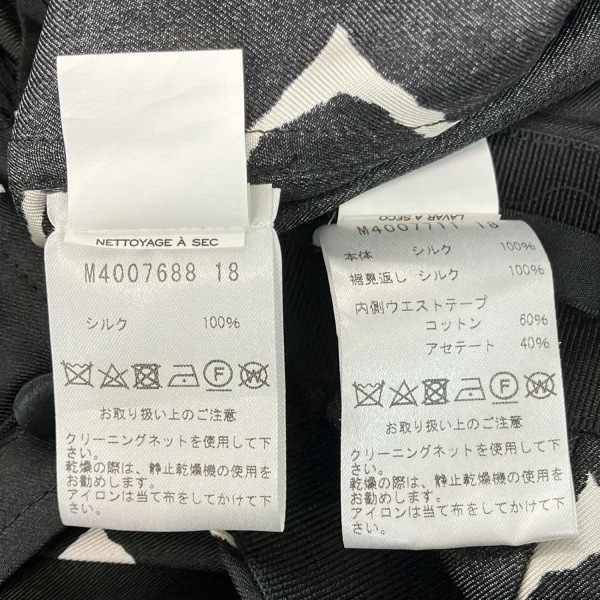 NETTOYAGE À SEC
M4007688 18
シルク 100%
お取り扱い上のご注意
クリーニングネットを使用して下
さい。
乾燥の際は、静止乾燥機の使用を
お勧めします。
アイロンは当て布をしてかけて下
さい。
LAVAR A SECO
M4007711 18
本体 シルク 100%
裾見返し シルク 100%
内側ウエストテープ
コットン 60%
アセテート 40%
お取り扱い上のご注意
クリーニングネットを使用して下
さい。
乾燥の際は、静止乾燥機の使用を
お勧めします。
アイロンは当て布をしてかけて下
さい。